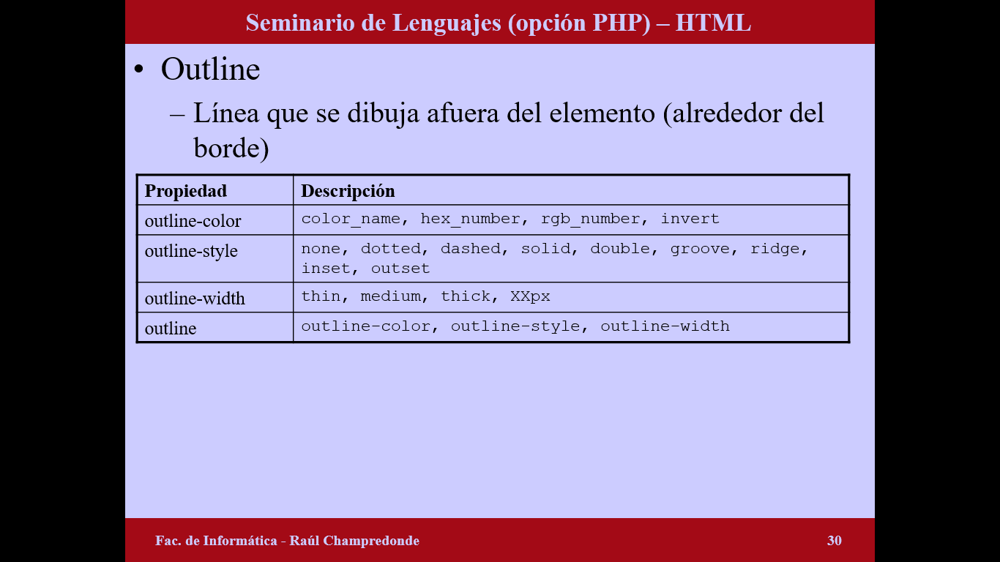 Seminario de Lenguajes (opción PHP) – HTML
• Outline
– Línea que se dibuja afuera del elemento (alrededor del
borde)
Propiedad Descripción
outline-color color_name, hex_number, rgb_number, invert
outline-style none, dotted, dashed, solid, double, groove, ridge,
inset, outset
outline-width thin, medium, thick, XXpx
outline outline-color, outline-style, outline-width
Fac. de Informática - Raúl Champredonde 30